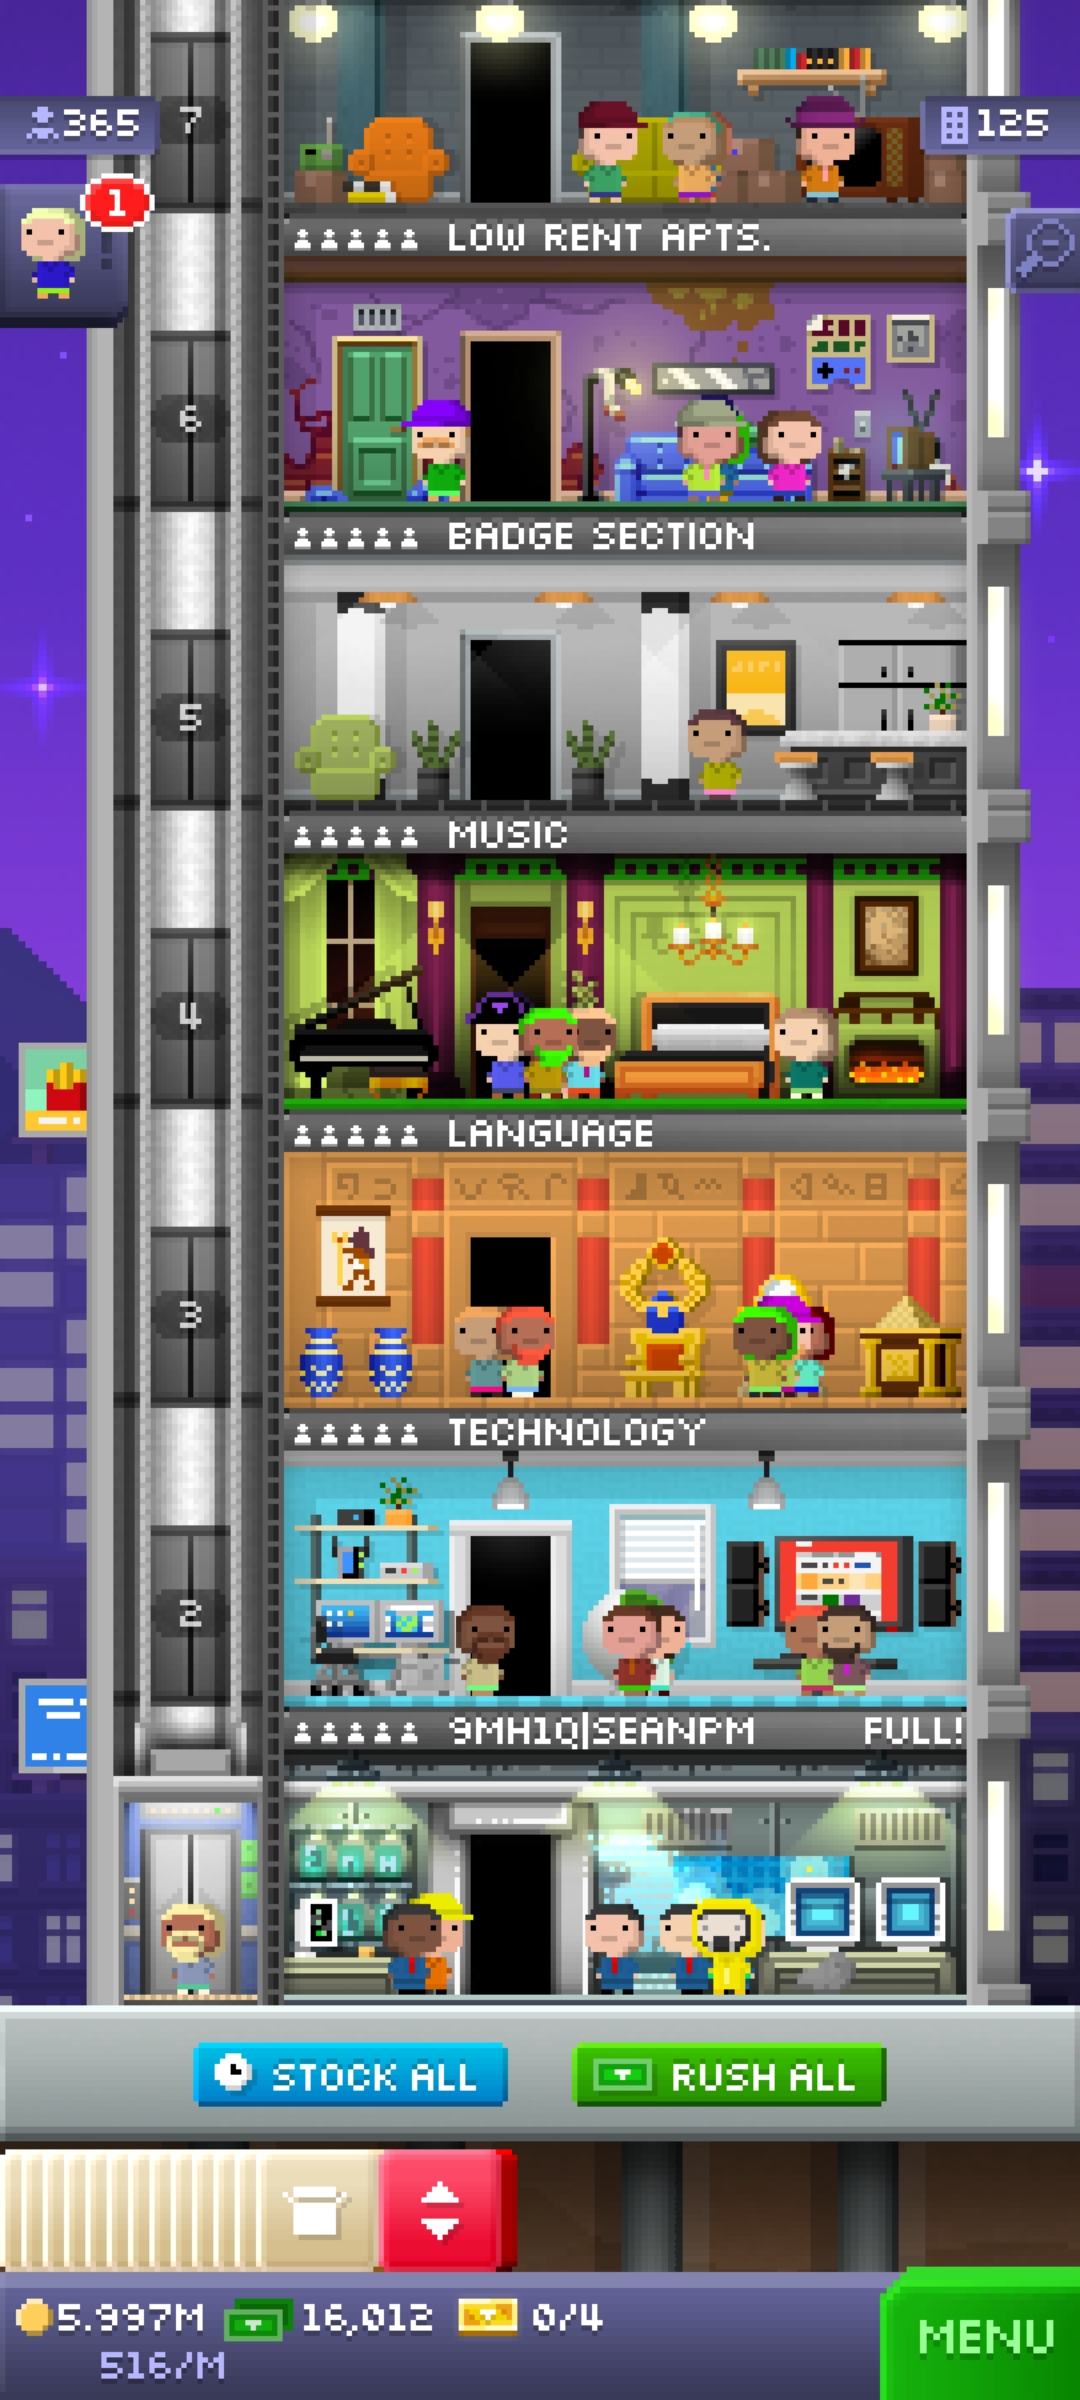 7
365
125
1
LOW RENT APTS.
6
BADGE SECTION
5
MUSIC
4
LANGUAGE
3
TECHNOLOGY
2
9MH1Q|SEANPM FULL!
STOCK ALL
RUSH ALL
5.997M
16,012
0/4
516/M
MENU